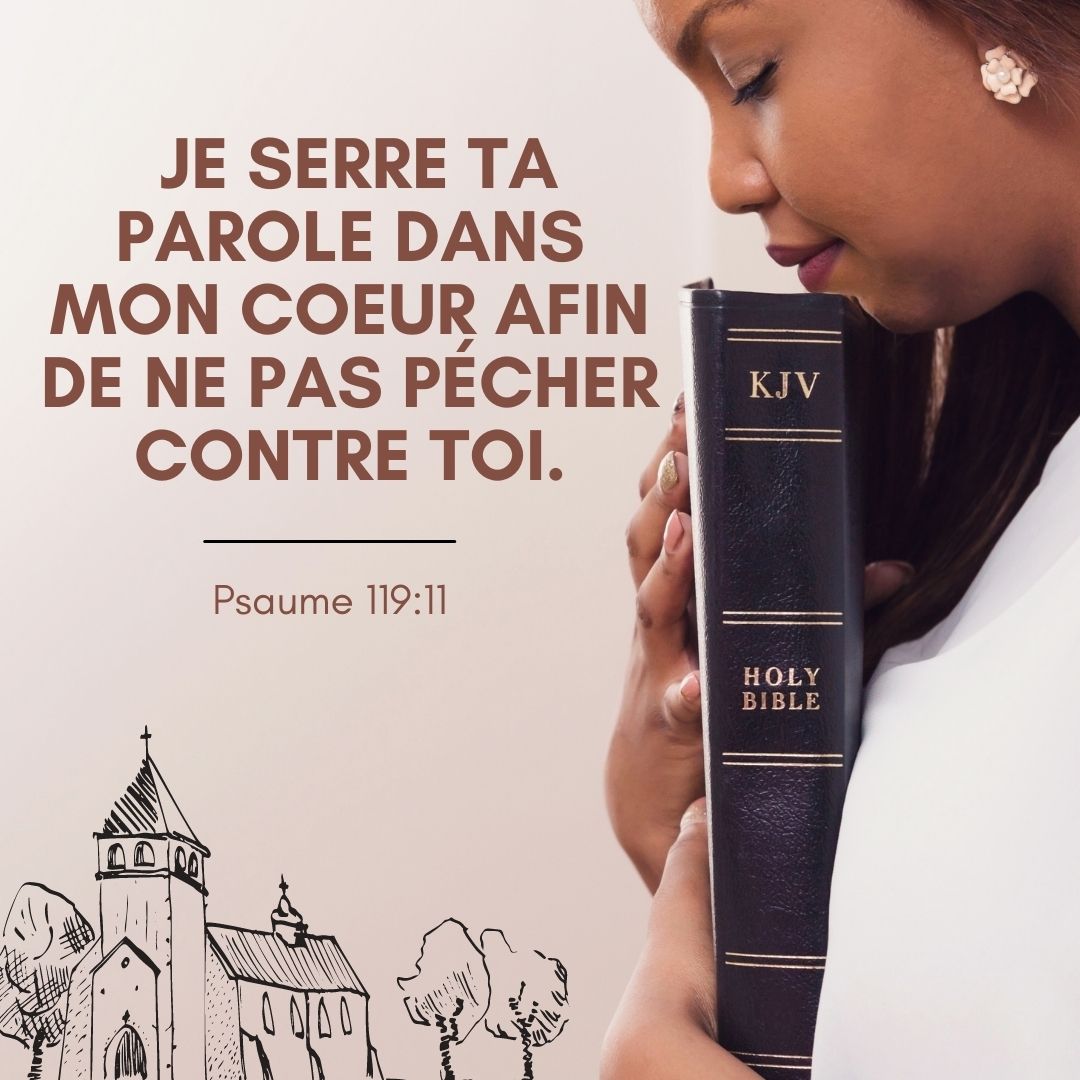 JE SERRE TA
PAROLE DANS
MON COEUR AFIN
DE NE PAS PÉCHER
CONTRE TOI.
Psaume 119:11
KJV
HOLY
BIBLE